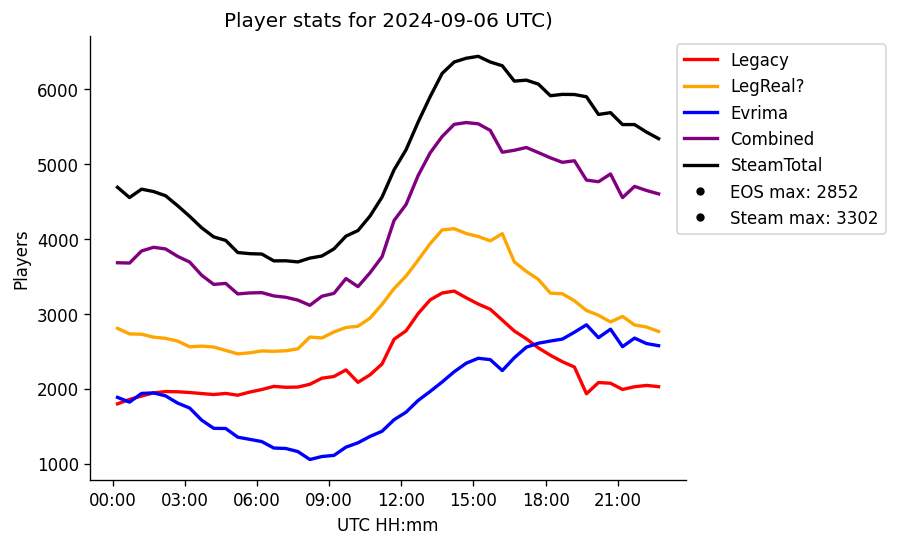 Player stats for 2024-09-06 UTC)
Legacy
LegReal?
Evrima
Combined
SteamTotal
EOS max: 2852
Steam max: 3302
Players
6000
5000
4000
3000
2000
1000
00:00 03:00 06:00 09:00 12:00 15:00 18:00 21:00
UTC HH:mm